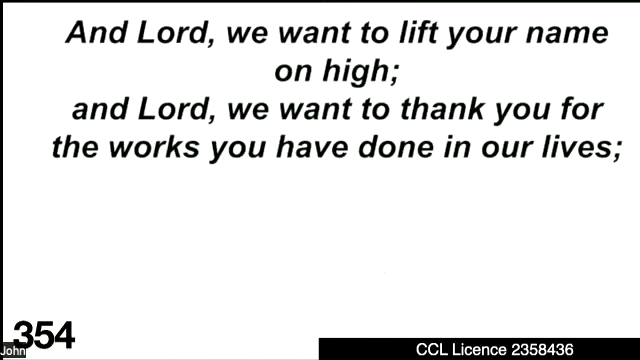 And Lord, we want to lift your name
on high;
and Lord, we want to thank you for
the works you have done in our lives;
354
John
CCL Licence 2358436